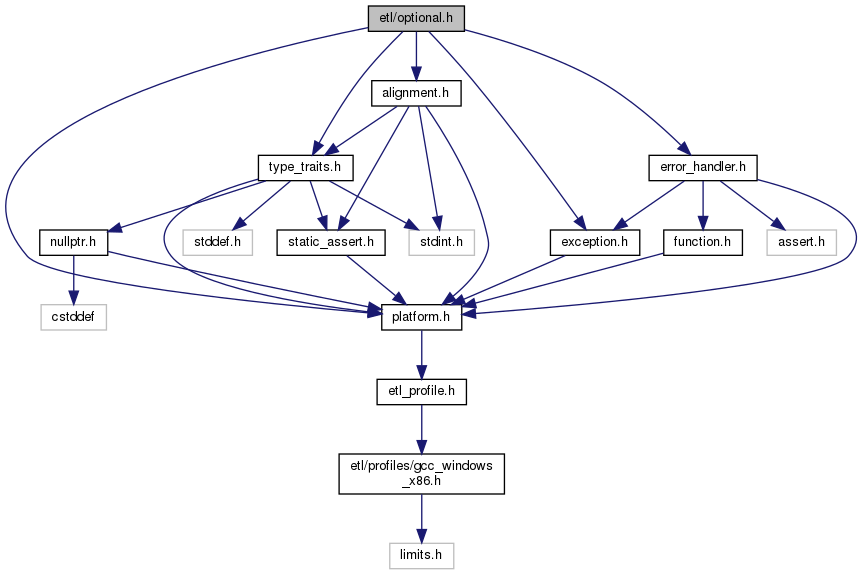 etl/optional.h
alignment.h
type_traits.h
error_handler.h
nullptr.h
stddef.h
static_assert.h
stdint.h
exception.h
function.h
assert.h
cstddef
platform.h
etl_profile.h
etl/profiles/gcc_windows
_x86.h
limits.h